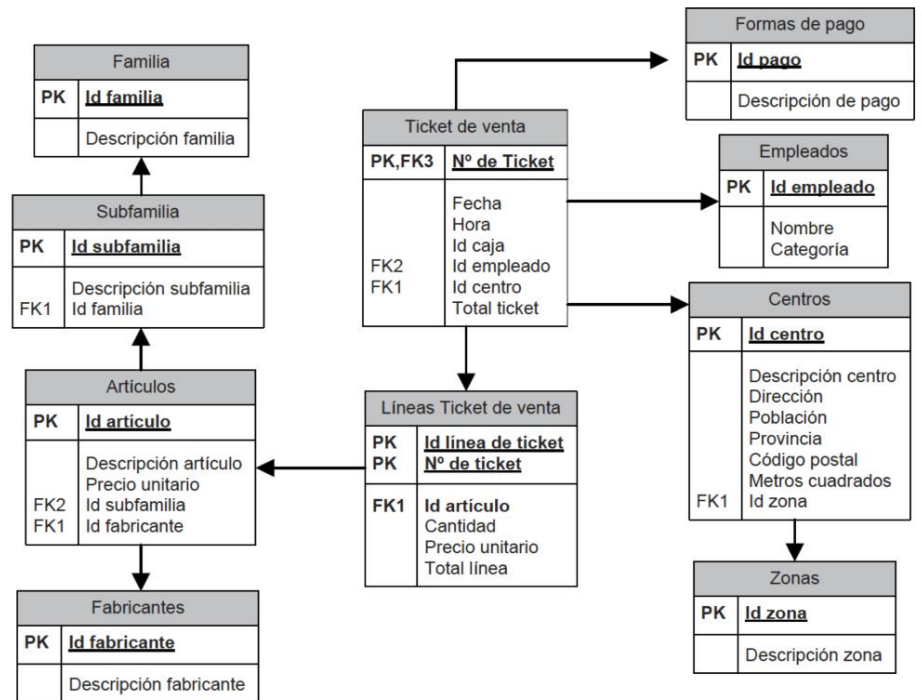 Familia
PK Id familia
Descripción familia
Subfamilia
PK Id subfamilia
Descripción subfamilia
FK1 Id familia
Artículos
PK Id artículo
Descripción artículo
Precio unitario
FK2 Id subfamilia
FK1 Id fabricante
Fabricantes
PK Id fabricante
Descripción fabricante
Ticket de venta
PK,FK3 Nº de Ticket
Fecha
Hora
Id caja
FK2 Id empleado
FK1 Id centro
Total ticket
Líneas Ticket de venta
PK Id línea de ticket
PK Nº de ticket
FK1 Id artículo
Cantidad
Precio unitario
Total línea
Formas de pago
PK Id pago
Descripción de pago
Empleados
PK Id empleado
Nombre
Categoría
Centros
PK Id centro
Descripción centro
Dirección
Población
Provincia
Código postal
Metros cuadrados
FK1 Id zona
Zonas
PK Id zona
Descripción zona